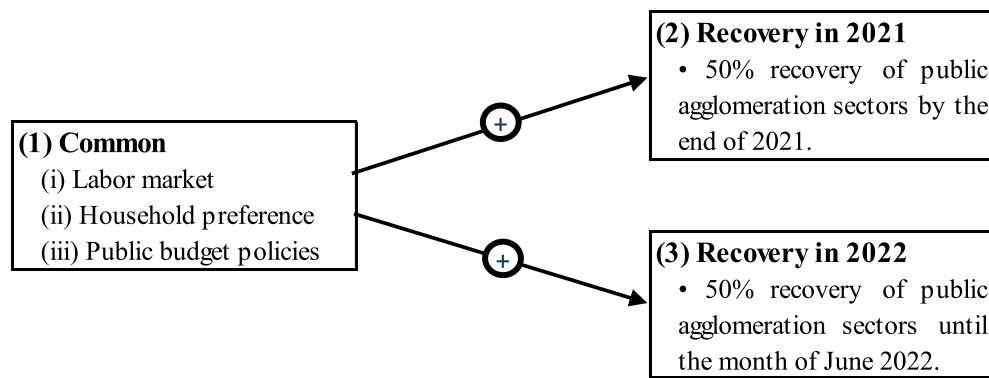 (1) Common
(i) Labor market
(ii) Household preference
(iii) Public budget policies
+
+
(2) Recovery in 2021
• 50% recovery of public
agglomeration sectors by the
end of 2021.
(3) Recovery in 2022
• 50% recovery of public
agglomeration sectors until
the month of June 2022.